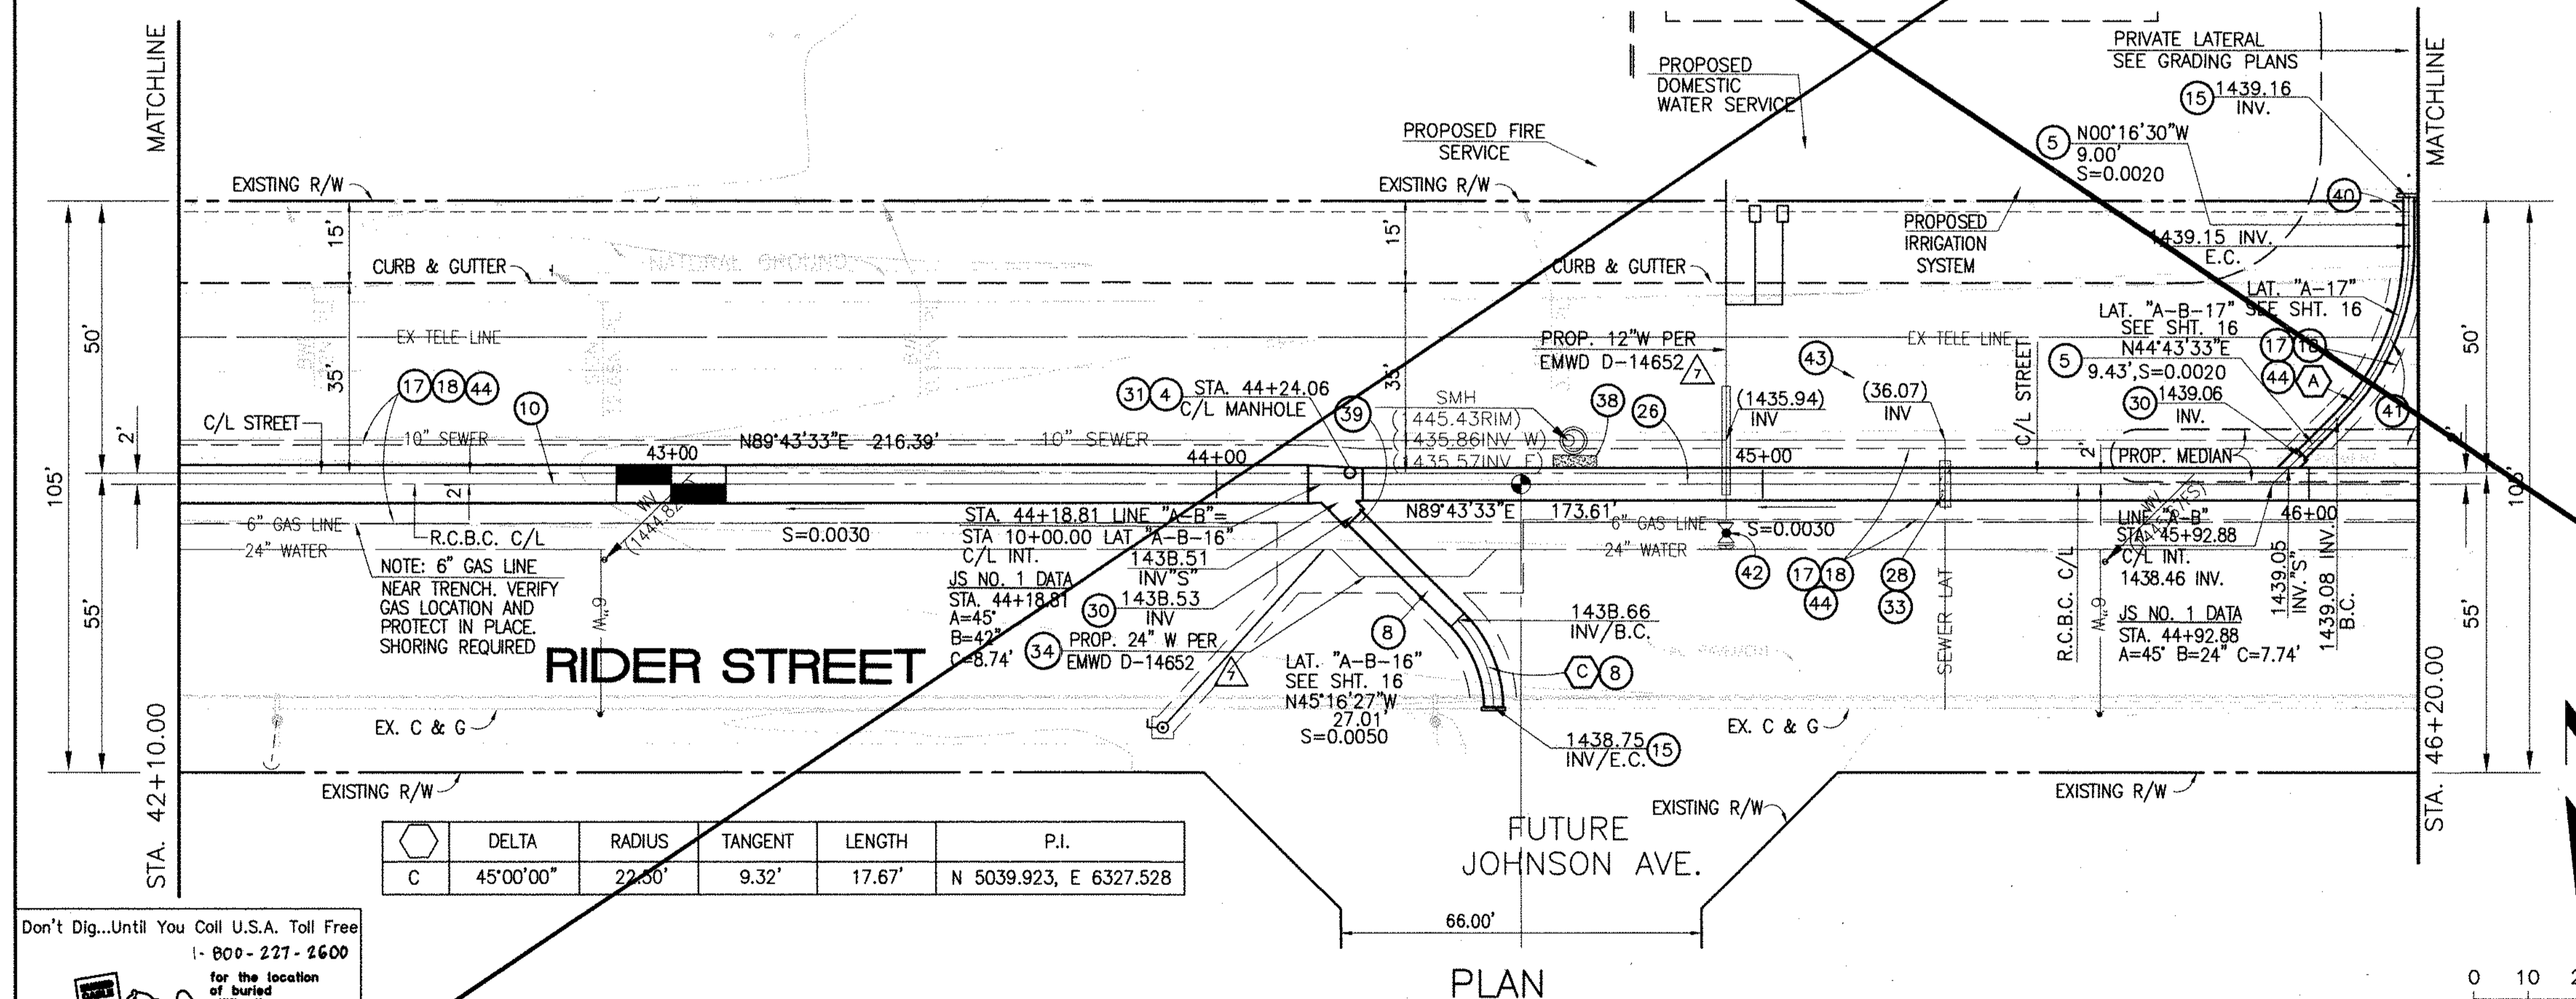 MATCHLINE
STA. 42+10.00
EXISTING R/W
15'
CURB & GUTTER
NATURAL GROUND
EX TELE LINE
35'
50'
105'
55'
2'
C/L STREET
17 18 44
10
10" SEWER
N89°43'33"E 216.39'
10" SEWER
43+00
44+00
2'
6" GAS LINE
24" WATER
R.C.B.C. C/L
NOTE: 6" GAS LINE
NEAR TRENCH. VERIFY
GAS LOCATION AND
PROTECT IN PLACE.
SHORING REQUIRED
WV
6"W
S=0.0030
RIDER STREET
EX. C & G
EXISTING R/W
PROPOSED FIRE
SERVICE
PROPOSED
DOMESTIC
WATER SERVICE
EXISTING R/W
15'
CURB & GUTTER
35'
PROP. 12"W PER
EMWD D-14652
7
31 4
STA. 44+24.06
C/L MANHOLE
39
SMH
(1445.43RIM)
(1435.86INV W)
(1435.57INV E)
38
26
(1435.94)
INV
43
(36.07)
INV
45+00
N89°43'33"E 173.61'
6" GAS LINE
24" WATER
S=0.0030
STA. 44+18.81 LINE "A-B"=
STA 10+00.00 LAT "A-B-16"
C/L INT.
143B.51
INV"S"
JS NO. 1 DATA
STA. 44+18.81
A=45°
B=42"
C=8.74'
30
143B.53
INV
34
PROP. 24" W PER
EMWD D-14652
7
8
LAT. "A-B-16"
SEE SHT. 16
N45°16'27"W
27.01'
S=0.0050
143B.66
INV/B.C.
C 8
1438.75
INV/E.C.
15
42
17 18
44
28
33
SEWER LAT
EX. C & G
EXISTING R/W
EXISTING R/W
FUTURE
JOHNSON AVE.
66.00'
PRIVATE LATERAL
SEE GRADING PLANS
15
1439.16
INV.
5
N00°16'30"W
9.00'
S=0.0020
40
PROPOSED
IRRIGATION
SYSTEM
1439.15 INV.
E.C.
LAT. "A-17"
SEE SHT. 16
LAT. "A-B-17"
SEE SHT. 16
EX TELE LINE
C/L STREET
5
N44°43'33"E
9.43',S=0.0020
17 18
44 A
30
1439.06
INV.
41
2'
PROP. MEDIAN
46+00
R.C.B.C. C/L
WV
6"W
LINE "A-B"
STA. 45+92.88
C/L INT.
1438.46 INV.
JS NO. 1 DATA
STA. 44+92.88
A=45° B=24" C=7.74'
1439.05
INV."S"
1439.08 INV.
B.C.
MATCHLINE
STA. 46+20.00
50'
105'
55'
DELTA RADIUS TANGENT LENGTH P.I.
C 45°00'00" 22.50' 9.32' 17.67' N 5039.923, E 6327.528
Don't Dig...Until You Call U.S.A. Toll Free
1-800-227-2600
for the location
of buried
PLAN
0 10